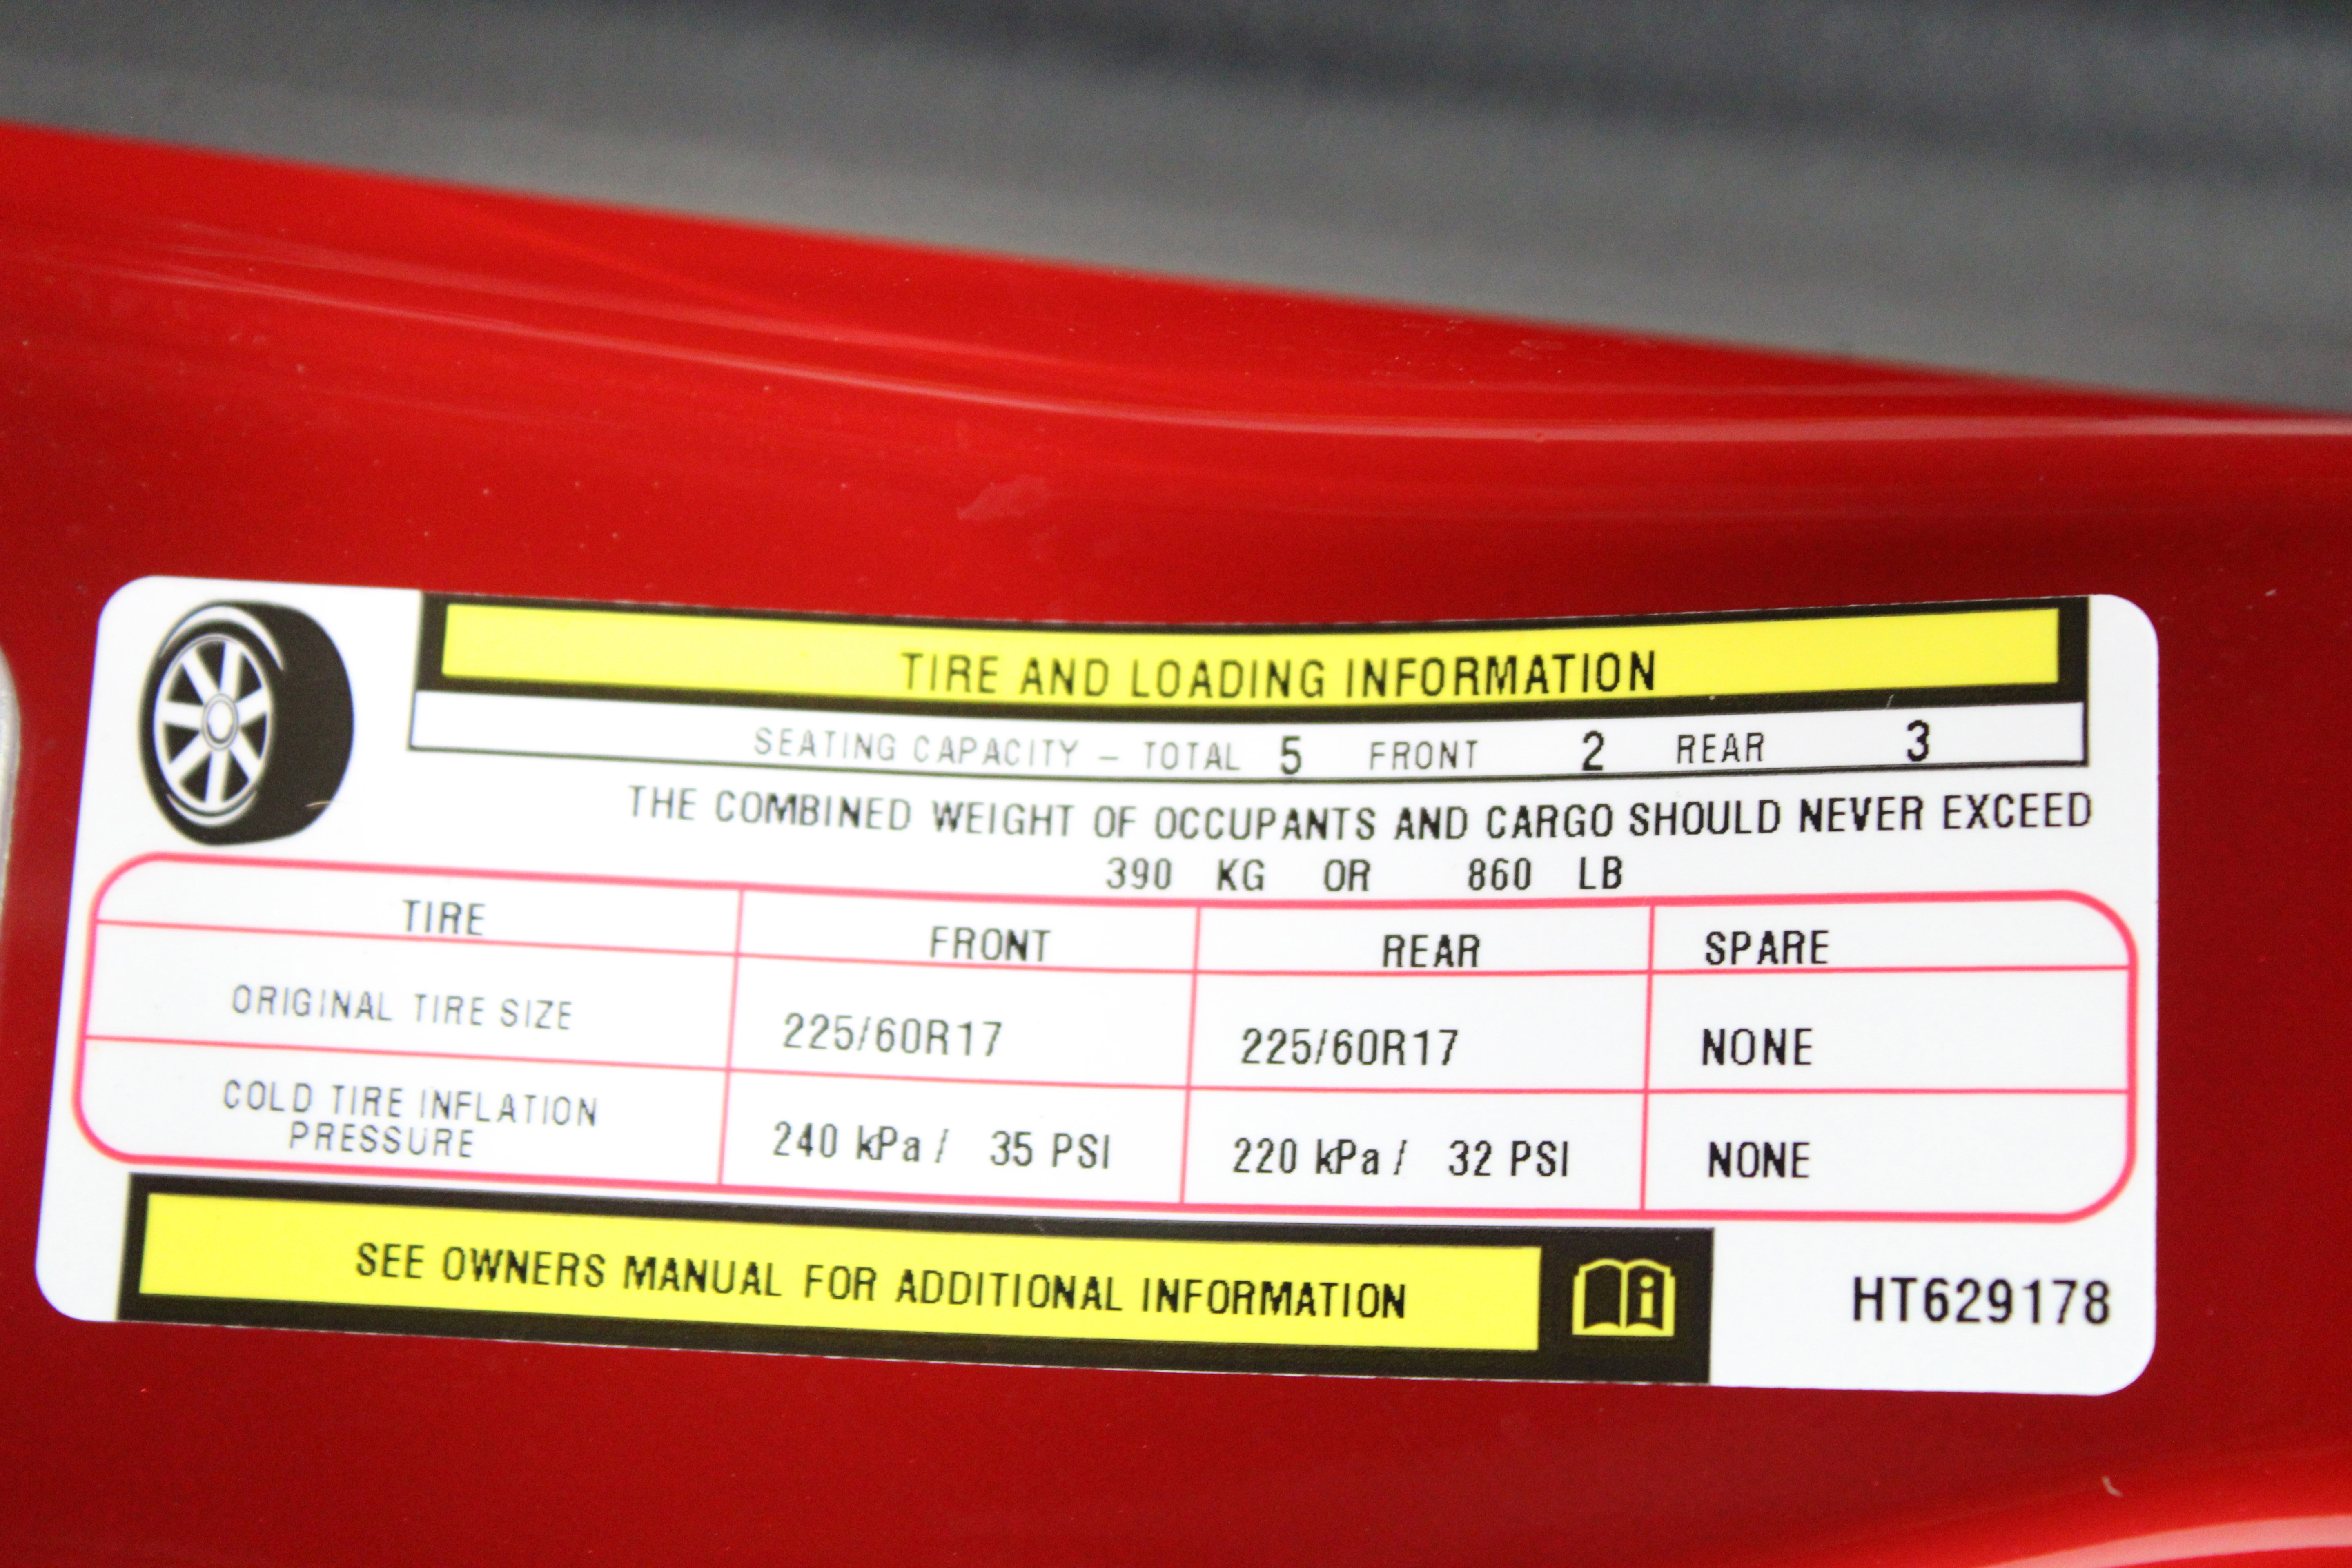 TIRE AND LOADING INFORMATION
SEATING CAPACITY – TOTAL 5 FRONT 2 REAR 3
THE COMBINED WEIGHT OF OCCUPANTS AND CARGO SHOULD NEVER EXCEED
390 KG OR 860 LB
TIRE FRONT REAR SPARE
ORIGINAL TIRE SIZE 225/60R17 225/60R17 NONE
COLD TIRE INFLATION
PRESSURE 240 kPa / 35 PSI 220 kPa / 32 PSI NONE
SEE OWNERS MANUAL FOR ADDITIONAL INFORMATION i
HT629178